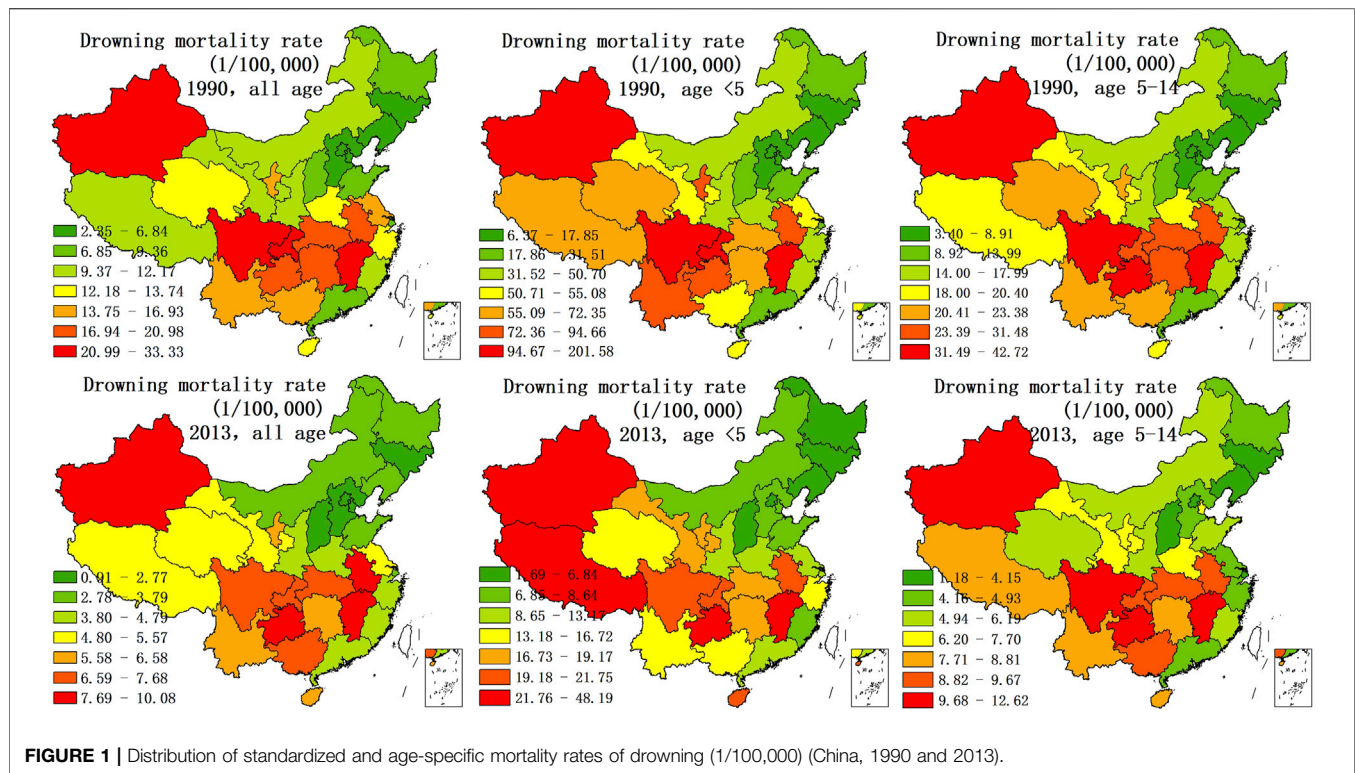 Drowning mortality rate
(1/100,000)
1990, all age
2.35 - 6.84
6.85 - 9.36
9.37 - 12.17
12.18 - 13.74
13.75 - 16.93
16.94 - 20.98
20.99 - 33.33
Drowning mortality rate
(1/100,000)
1990, age <5
6.37 - 17.85
17.86 - 31.51
31.52 - 50.70
50.71 - 55.08
55.09 - 72.35
72.36 - 94.66
94.67 - 201.58
Drowning mortality rate
(1/100,000)
1990, age 5-14
3.40 - 8.91
8.92 - 13.99
14.00 - 17.99
18.00 - 20.40
20.41 - 23.38
23.39 - 31.48
31.49 - 42.72
Drowning mortality rate
(1/100,000)
2013, all age
0.91 - 2.77
2.78 - 3.79
3.80 - 4.79
4.80 - 5.57
5.58 - 6.58
6.59 - 7.68
7.69 - 10.08
Drowning mortality rate
(1/100,000)
2013, age <5
1.69 - 6.84
6.85 - 8.64
8.65 - 13.17
13.18 - 16.72
16.73 - 19.17
19.18 - 21.75
21.76 - 48.19
Drowning mortality rate
(1/100,000)
2013, age 5-14
1.18 - 4.15
4.16 - 4.93
4.94 - 6.19
6.20 - 7.70
7.71 - 8.81
8.82 - 9.67
9.68 - 12.62
FIGURE 1 | Distribution of standardized and age-specific mortality rates of drowning (1/100,000) (China, 1990 and 2013).